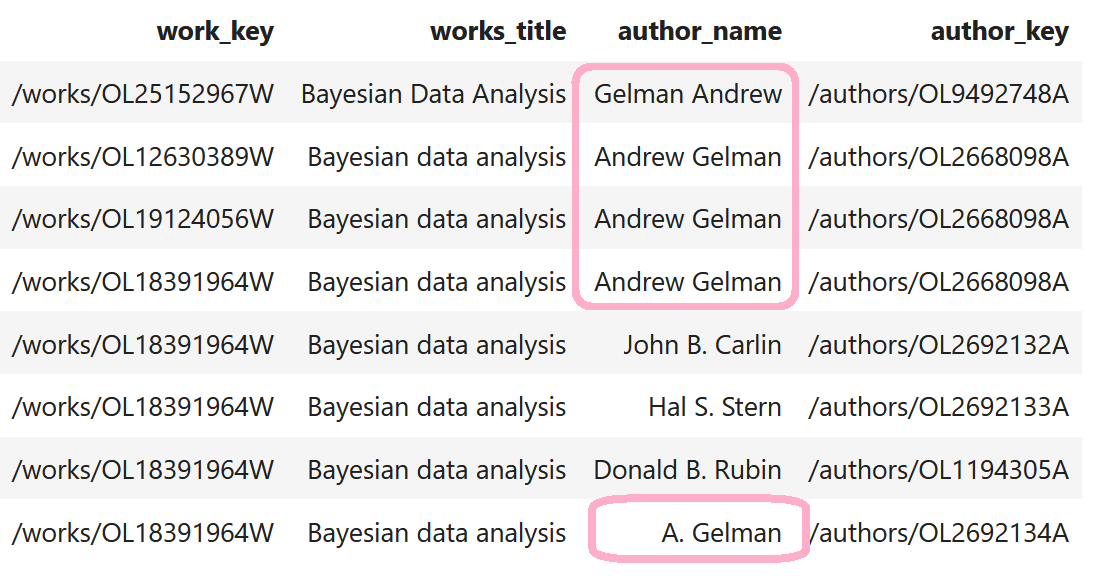 work_key works_title author_name author_key
/works/OL25152967W Bayesian Data Analysis Gelman Andrew /authors/OL9492748A
/works/OL12630389W Bayesian data analysis Andrew Gelman /authors/OL2668098A
/works/OL19124056W Bayesian data analysis Andrew Gelman /authors/OL2668098A
/works/OL18391964W Bayesian data analysis Andrew Gelman /authors/OL2668098A
/works/OL18391964W Bayesian data analysis John B. Carlin /authors/OL2692132A
/works/OL18391964W Bayesian data analysis Hal S. Stern /authors/OL2692133A
/works/OL18391964W Bayesian data analysis Donald B. Rubin /authors/OL1194305A
/works/OL18391964W Bayesian data analysis A. Gelman /authors/OL2692134A